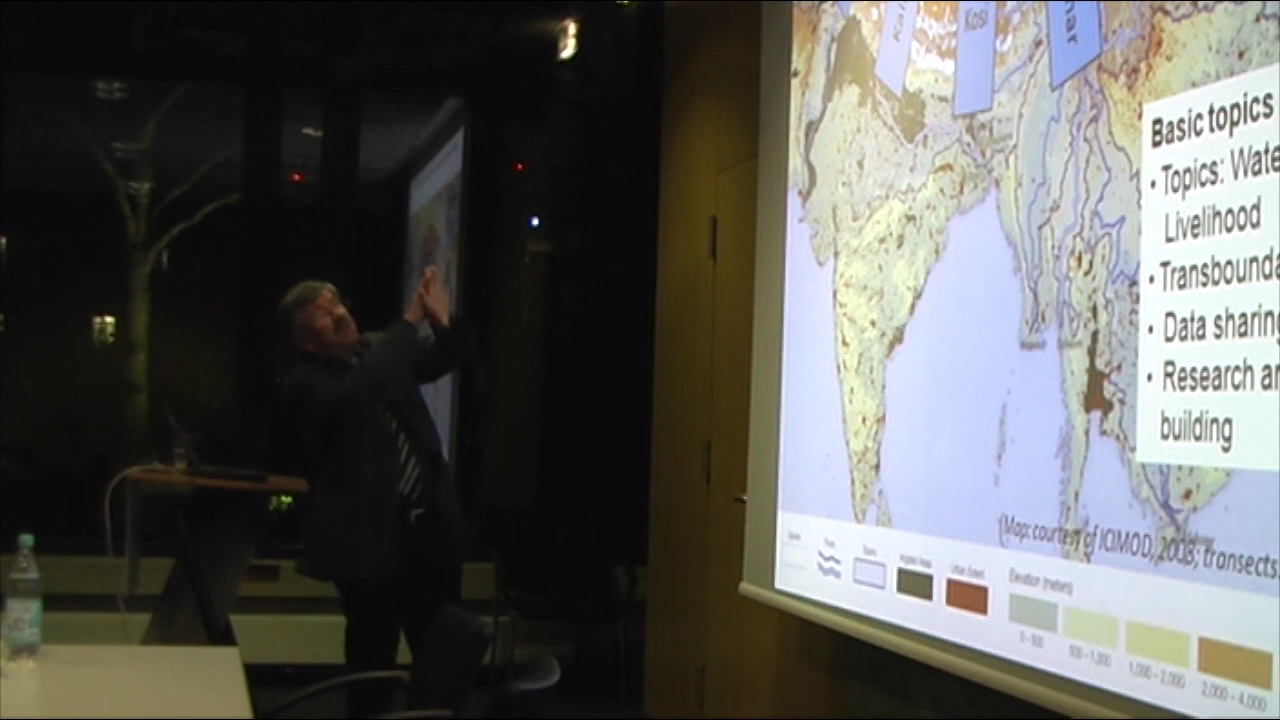 Kosi
Basic topics
• Topics: Wate
Livelihood
• Transbounda
• Data sharing
• Research an
building
(Map: courtesy of ICIMOD, 2008; transects
Elevation (meters)
0 - 500
500 - 1,000
1,000 - 2,000
2,000 - 4,000